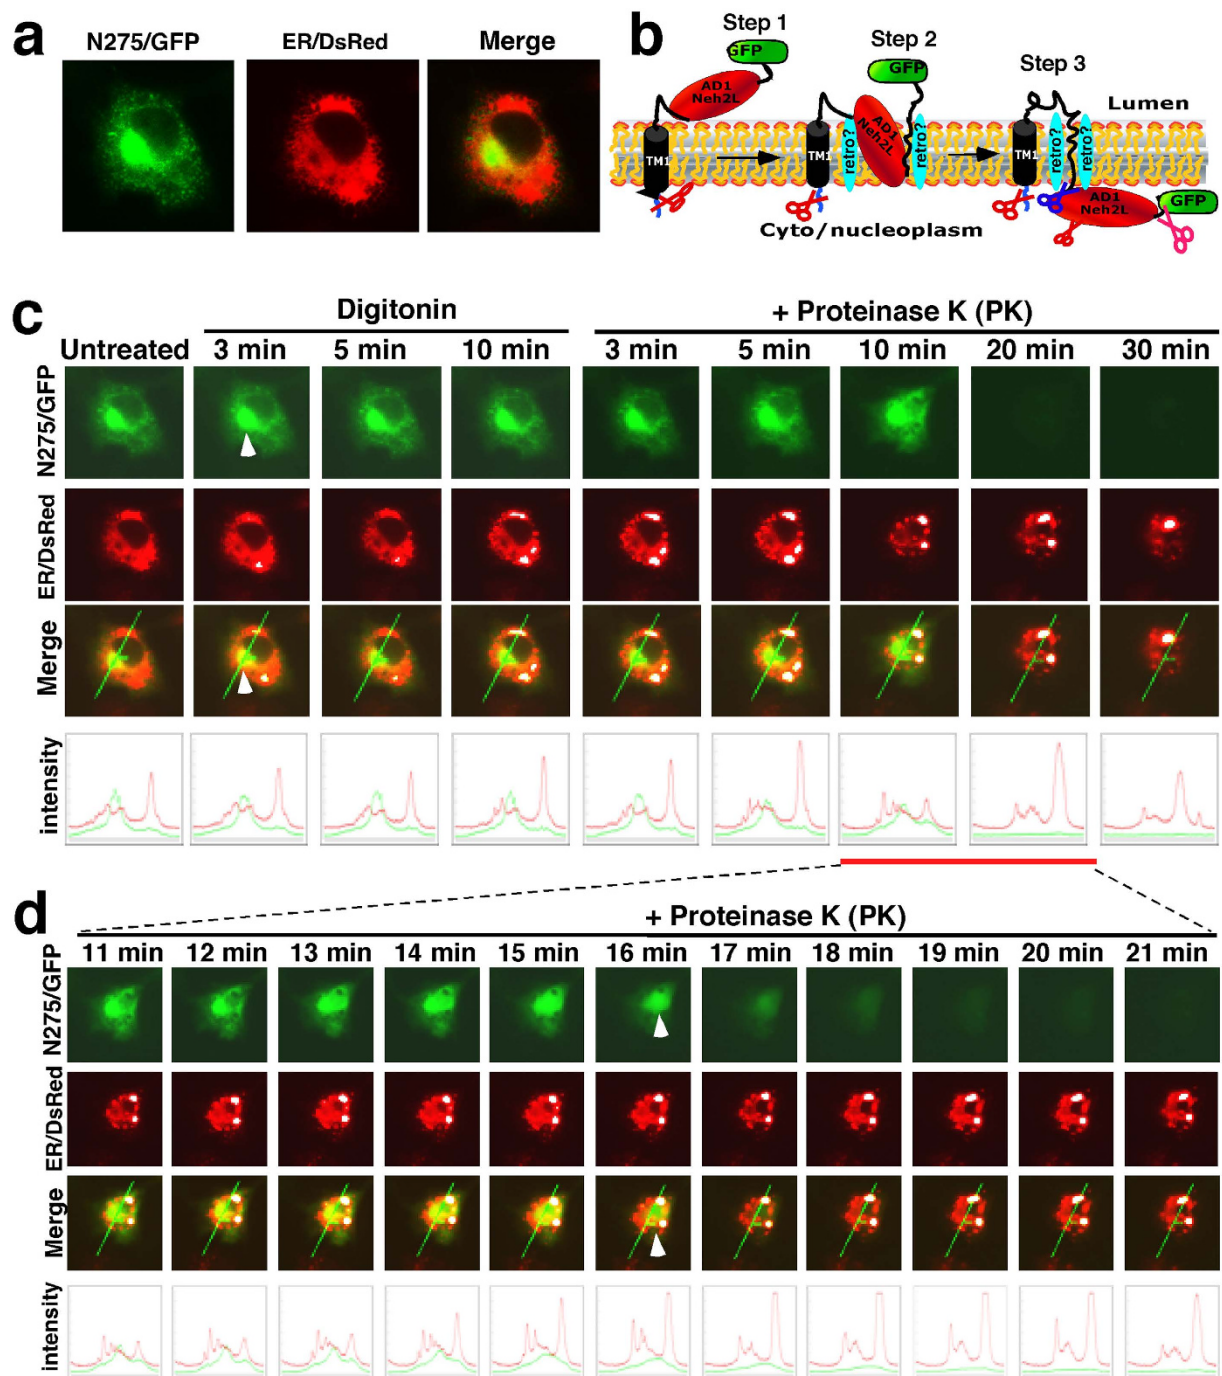 a
N275/GFP ER/DsRed Merge
b
Step 1
Step 2
Step 3
GFP
AD1
Neh2L
TM1
GFP
AD1
Neh2L
TM1
retro?
retro?
TM1
retro?
retro?
AD1
Neh2L
GFP
Lumen
Cyto/nucleoplasm
c
Digitonin
+ Proteinase K (PK)
Untreated 3 min 5 min 10 min 3 min 5 min 10 min 20 min 30 min
N275/GFP
ER/DsRed
Merge
intensity
d
+ Proteinase K (PK)
11 min 12 min 13 min 14 min 15 min 16 min 17 min 18 min 19 min 20 min 21 min
N275/GFP
ER/DsRed
Merge
intensity